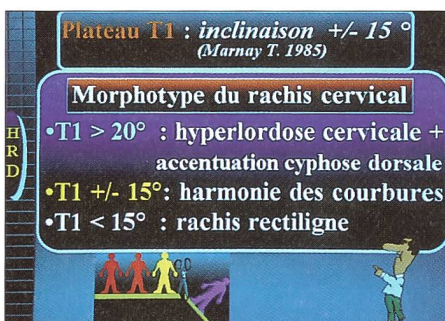 Plateau T1 : inclinaison +/- 15 °
(Marnay T. 1985)
Morphotype du rachis cervical
•T1 > 20° : hyperlordose cervicale +
accentuation cyphose dorsale
•T1 +/- 15°: harmonie des courbures
•T1 < 15° : rachis rectiligne
H
R
D